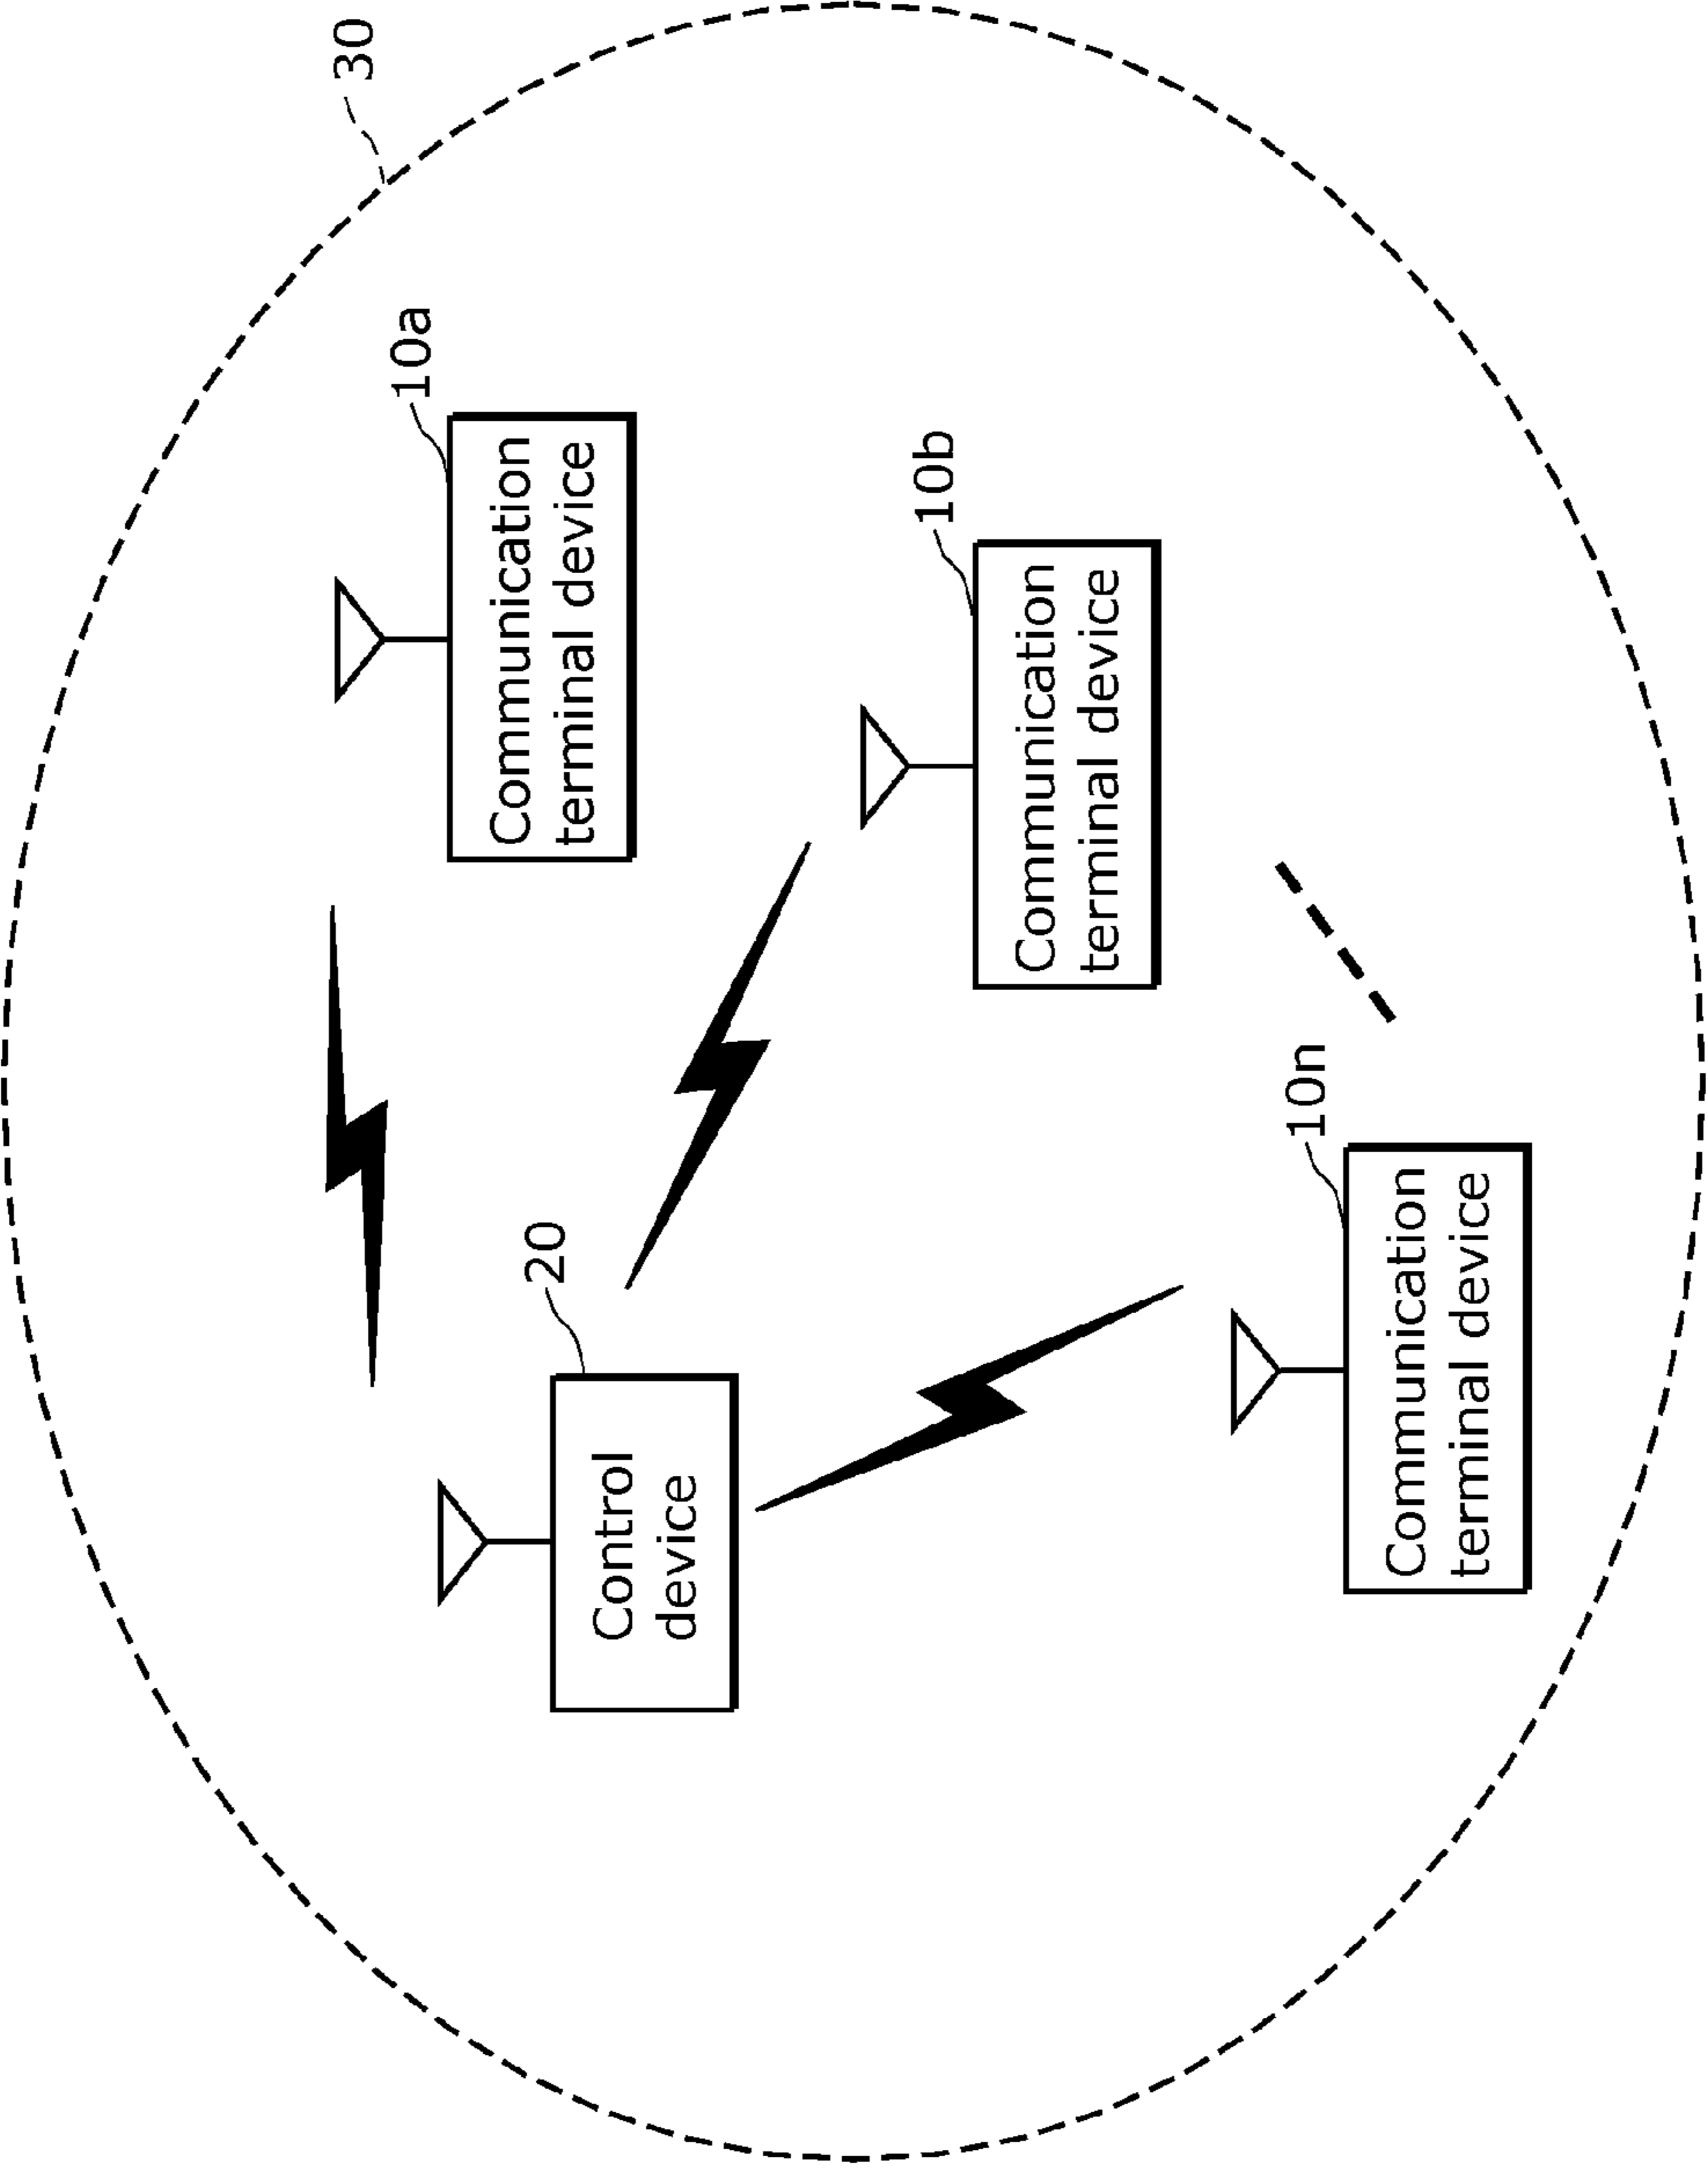 30
10a
Communication
terminal device
20
Control
device
10b
Communication
terminal device
10n
Communication
terminal device